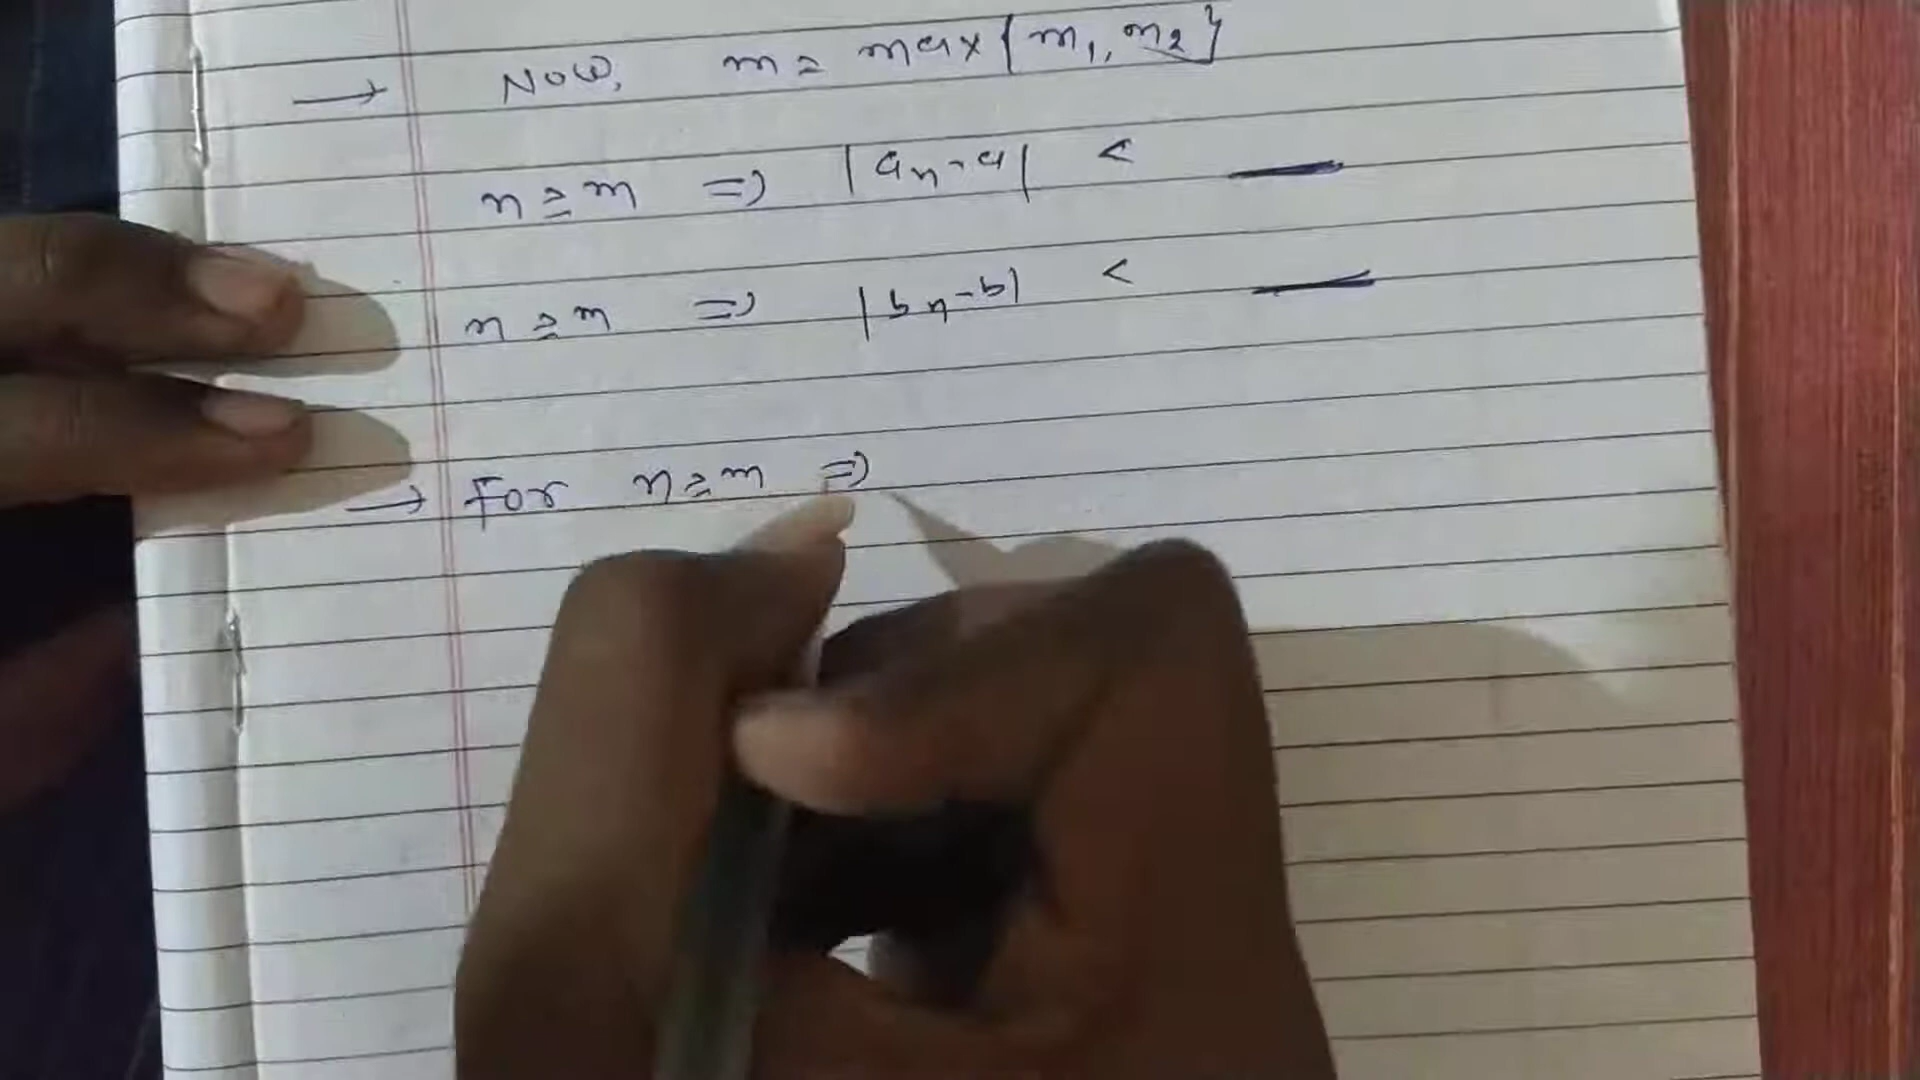 → Now, m = max{m₁, m₂}
n ≥ m ⇒ |aₙ - a| < —
n ≥ m ⇒ |bₙ - b| < —
→ For n ≥ m ⇒